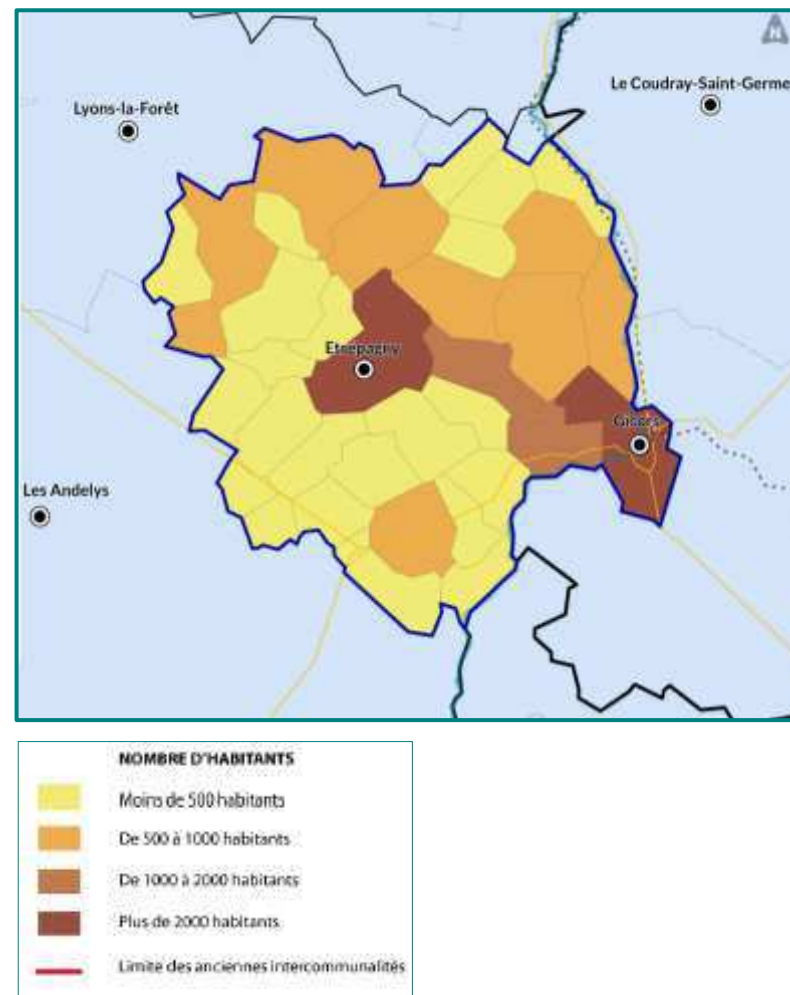 N
Le Coudray-Saint-Germe
Lyons-la-Forêt
Etrépagny
Gisors
Les Andelys
NOMBRE D'HABITANTS
Moins de 500 habitants
De 500 à 1000 habitants
De 1000 à 2000 habitants
Plus de 2000 habitants
Limite des anciennes intercommunalités